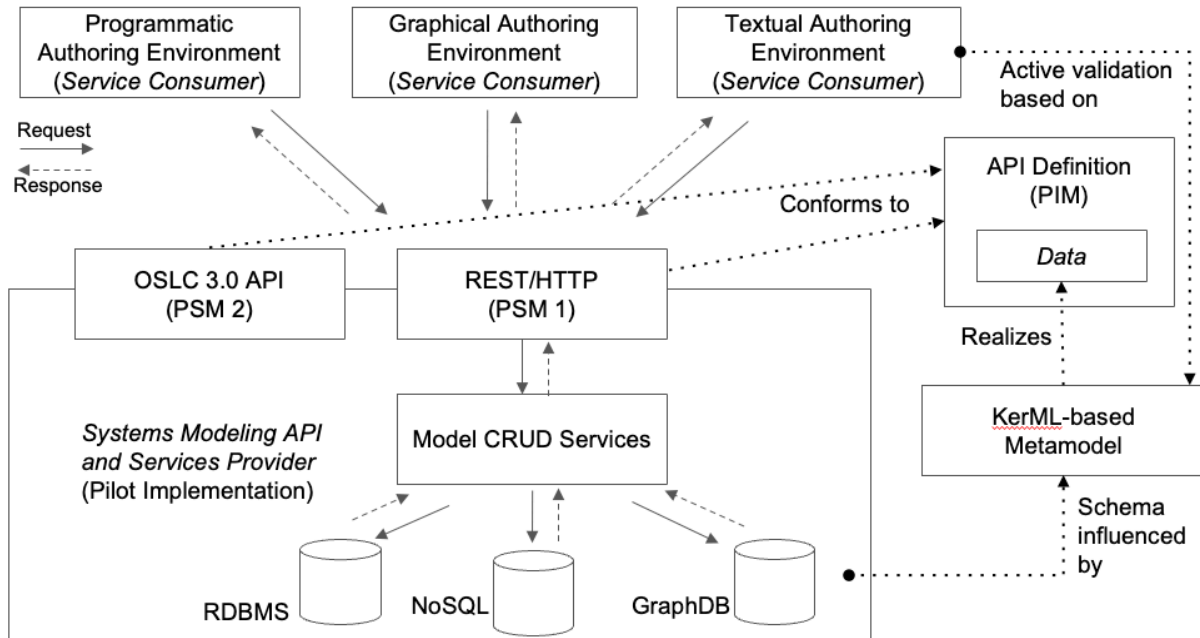 Programmatic
Authoring Environment
(Service Consumer)
Graphical Authoring
Environment
(Service Consumer)
Textual Authoring
Environment
(Service Consumer)
Active validation
based on
Request
Response
API Definition
(PIM)
Data
Conforms to
OSLC 3.0 API
(PSM 2)
REST/HTTP
(PSM 1)
Realizes
KerML-based
Metamodel
Systems Modeling API
and Services Provider
(Pilot Implementation)
Model CRUD Services
Schema
influenced
by
RDBMS
NoSQL
GraphDB